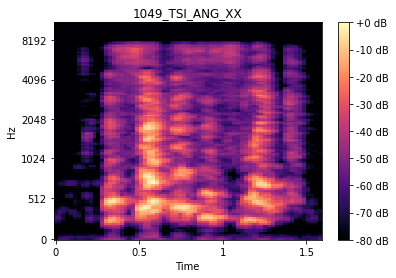 1049_TSI_ANG_XX
8192
4096
2048
1024
512
0
Hz
0
0.5
1
1.5
Time
+0 dB
-10 dB
-20 dB
-30 dB
-40 dB
-50 dB
-60 dB
-70 dB
-80 dB